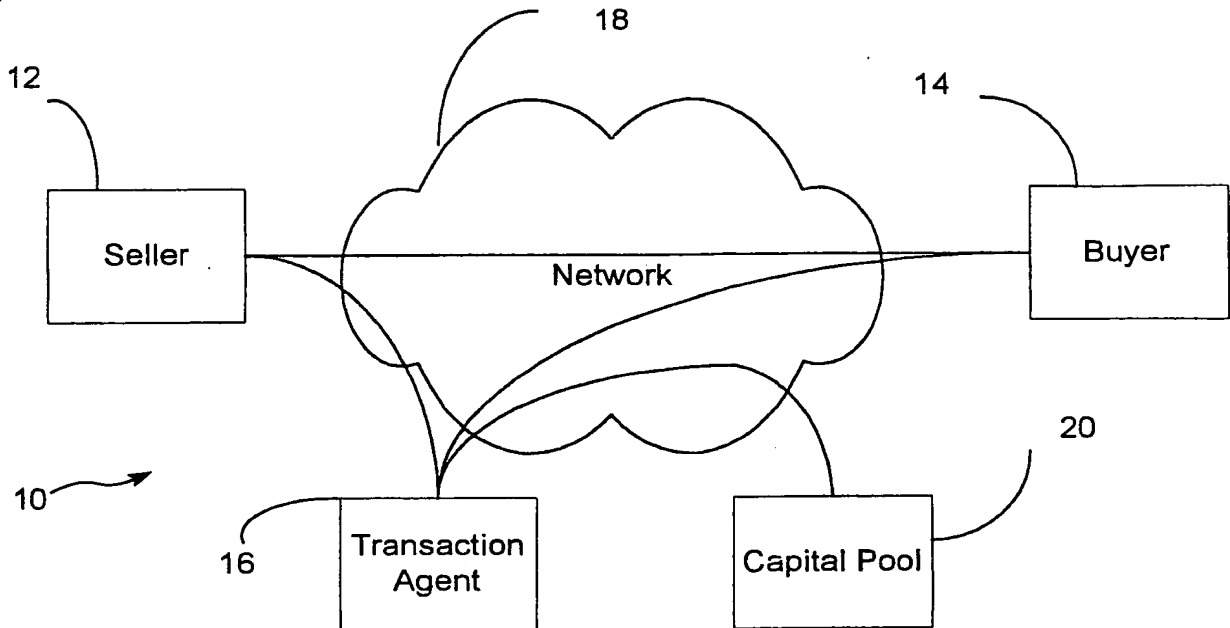 18
12
14
Seller
Network
Buyer
20
10
16
Transaction
Agent
Capital Pool